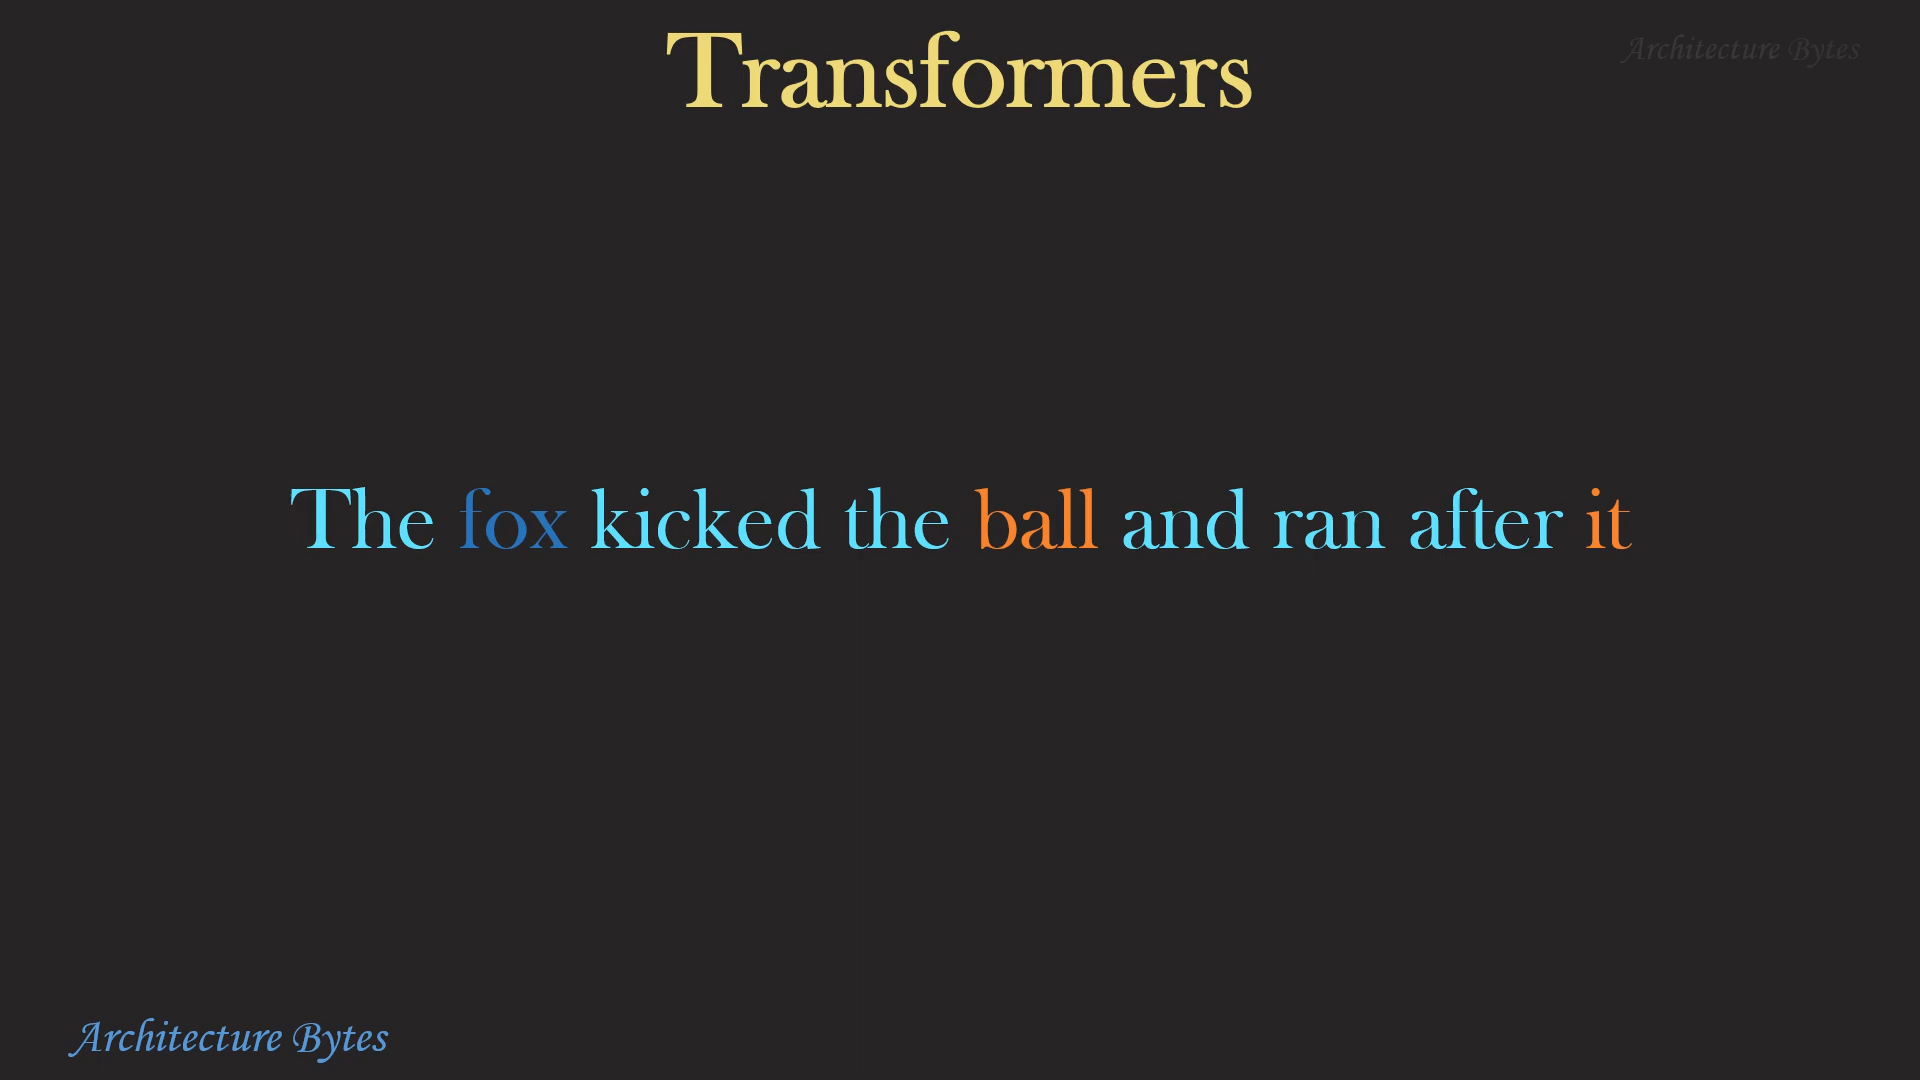 Transformers
Architecture Bytes
The fox kicked the ball and ran after it
Architecture Bytes